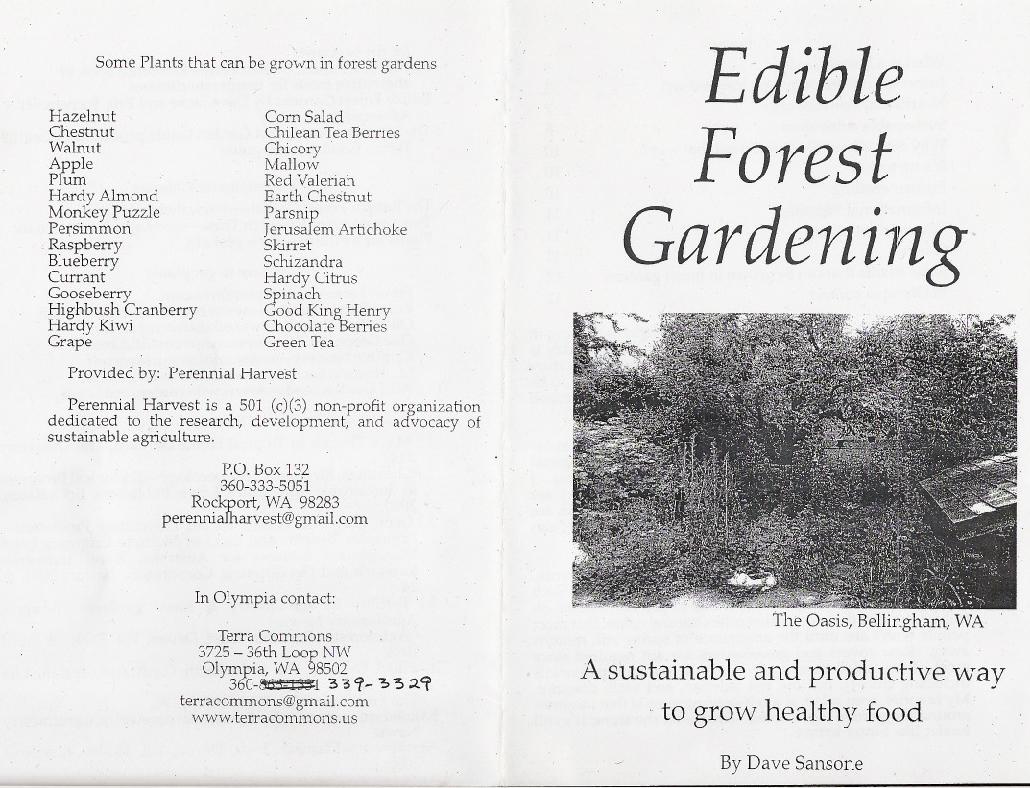 Some Plants that can be grown in forest gardens
Hazelnut
Chestnut
Walnut
Apple
Plum
Hardy Almond
Monkey Puzzle
Persimmon
Raspberry
Blueberry
Currant
Gooseberry
Highbush Cranberry
Hardy Kiwi
Grape
Corn Salad
Chilean Tea Berries
Chicory
Mallow
Red Valerian
Earth Chestnut
Parsnip
Jerusalem Artichoke
Skirret
Schizandra
Hardy Citrus
Spinach
Good King Henry
Chocolate Berries
Green Tea
Provided by: Perennial Harvest
Perennial Harvest is a 501 (c)(3) non-profit organization
dedicated to the research, development, and advocacy of
sustainable agriculture.
P.O. Box 132
360-333-5051
Rockport, WA 98283
perennialharvest@gmail.com
In Olympia contact:
Terra Commons
3725 – 36th Loop NW
Olympia, WA 98502
360- 339-3329
terracommons@gmail.com
www.terracommons.us
Edible
Forest
Gardening
The Oasis, Bellingham, WA
A sustainable and productive way
to grow healthy food
By Dave Sansone